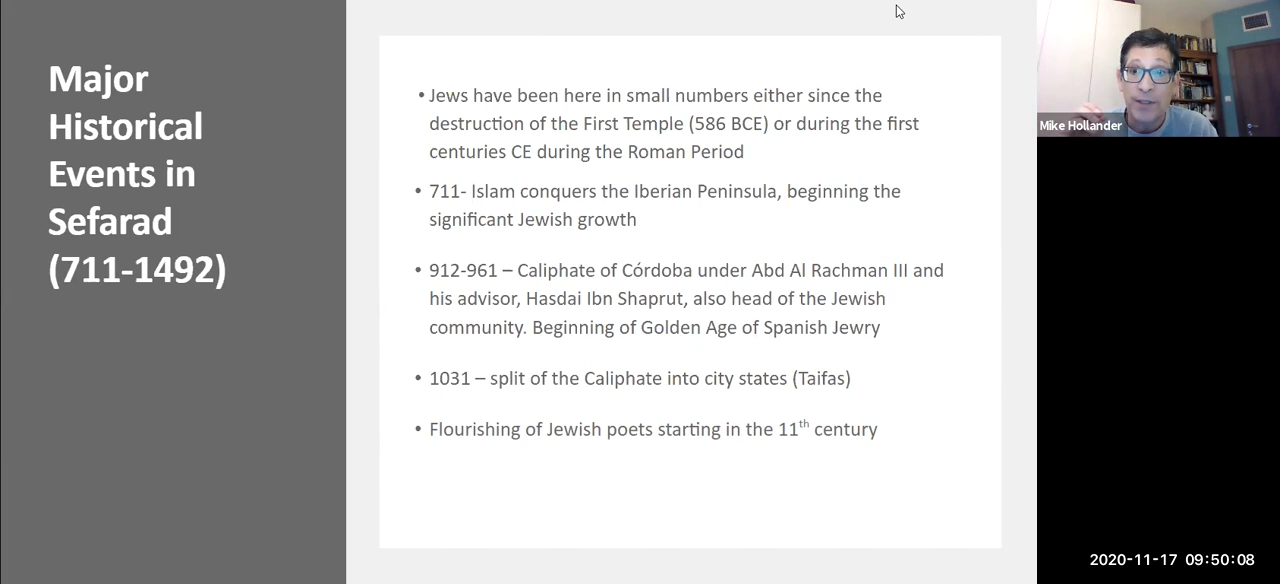 Major
Historical
Events in
Sefarad
(711-1492)
• Jews have been here in small numbers either since the
destruction of the First Temple (586 BCE) or during the first
centuries CE during the Roman Period
• 711- Islam conquers the Iberian Peninsula, beginning the
significant Jewish growth
• 912-961 – Caliphate of Córdoba under Abd Al Rachman III and
his advisor, Hasdai Ibn Shaprut, also head of the Jewish
community. Beginning of Golden Age of Spanish Jewry
• 1031 – split of the Caliphate into city states (Taifas)
• Flourishing of Jewish poets starting in the 11th century
Mike Hollander
2020-11-17 09:50:08